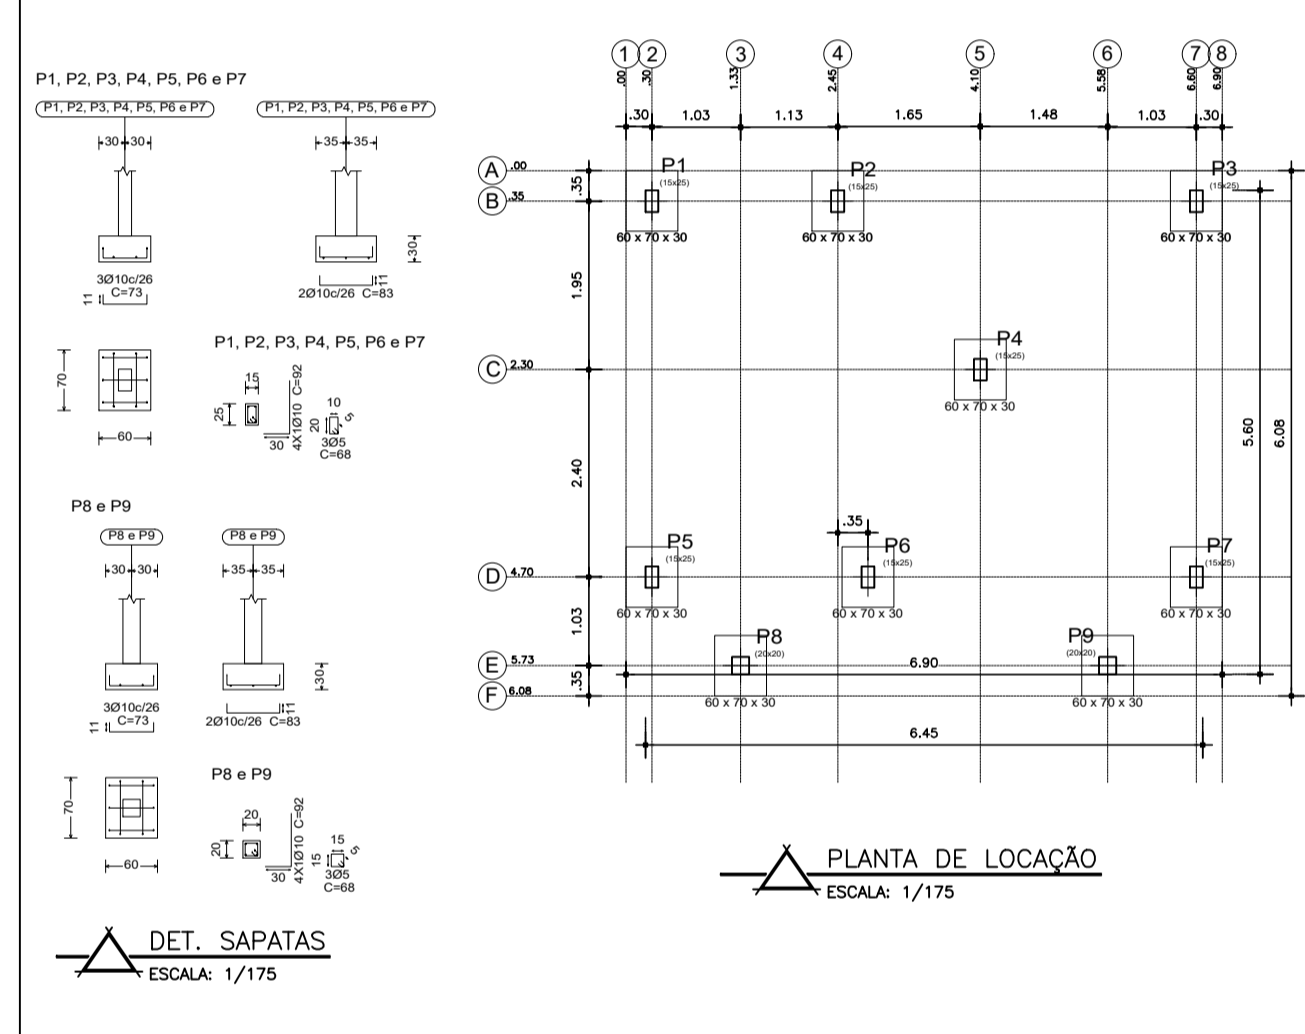 P1, P2, P3, P4, P5, P6 e P7
P1, P2, P3, P4, P5, P6 e P7
P1, P2, P3, P4, P5, P6 e P7
30 30
35 35
30
3Ø10c/26
C=73
11
11
2Ø10c/26 C=83
70
60
P1, P2, P3, P4, P5, P6 e P7
15
25
30
4X1Ø10 C=92
10
20
5
3Ø5
C=68
P8 e P9
P8 e P9
P8 e P9
30 30
35 35
30
3Ø10c/26
C=73
11
11
2Ø10c/26 C=83
70
60
P8 e P9
20
20
30
4X1Ø10 C=92
15
15
5
3Ø5
C=68
DET. SAPATAS
ESCALA: 1/175
1 2 3 4 5 6 7 8
.00 .30 1.33 2.45 4.10 5.58 6.60 6.90
.30 1.03 1.13 1.65 1.48 1.03 .30
A .00
.35
B .35
1.95
C 2.30
2.40
D 4.70
1.03
E 5.73
.35
F 6.08
P1
(15x25)
60 x 70 x 30
P2
(15x25)
60 x 70 x 30
P3
(15x25)
60 x 70 x 30
P4
(15x25)
60 x 70 x 30
5.60
6.08
.35
P5
(15x25)
60 x 70 x 30
P6
(15x25)
60 x 70 x 30
P7
(15x25)
60 x 70 x 30
P8
(20x20)
60 x 70 x 30
P9
(20x20)
60 x 70 x 30
6.90
6.45
PLANTA DE LOCAÇÃO
ESCALA: 1/175